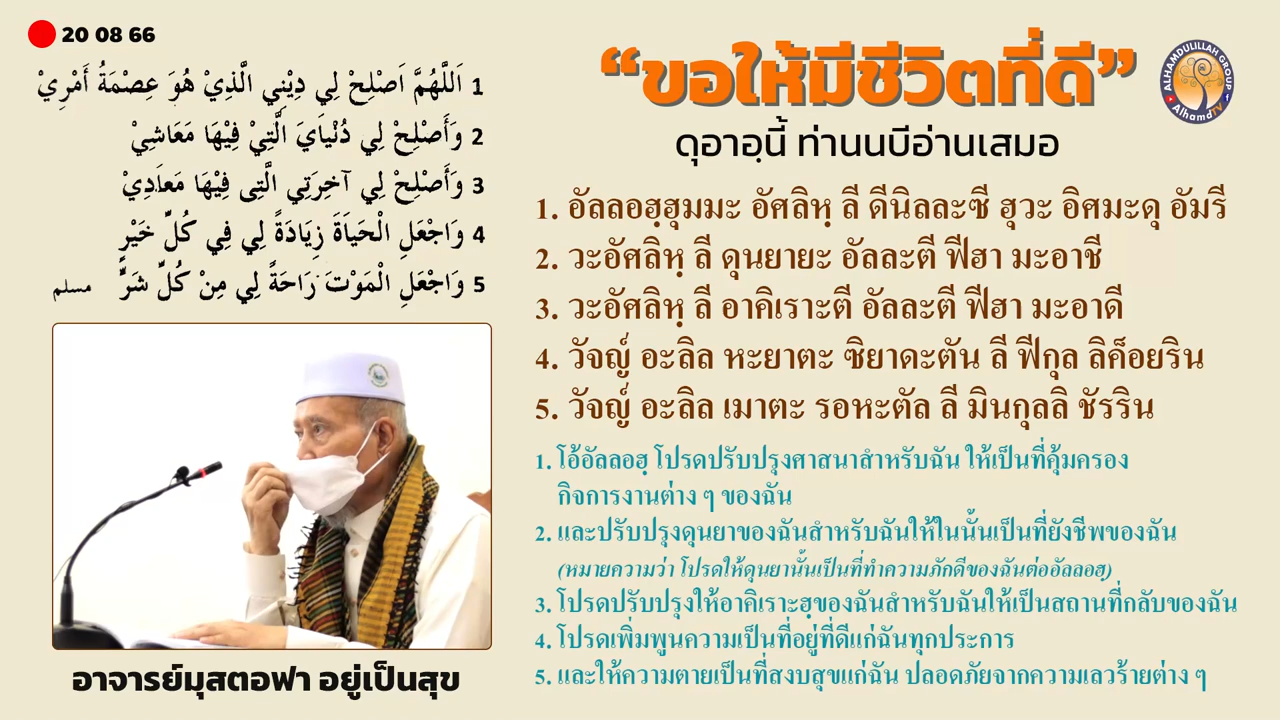 20 08 66
اَللَّهُمَّ اَصْلِحْ لِي دِيْنِي الَّذِيْ هُوَ عِصْمَةُ أَمْرِيْ 1
وَأَصْلِحْ لِي دُنْيَايَ الَّتِيْ فِيْهَا مَعَاشِيْ 2
وَأَصْلِحْ لِي آخِرَتِي الَّتِى فِيْهَا مَعَادِيْ 3
وَاجْعَلِ الْحَيَاةَ زِيَادَةً لِي فِي كُلِّ خَيْرٍ 4
وَاجْعَلِ الْمَوْتَ رَاحَةً لِي مِنْ كُلِّ شَرٍّ 5
مسلم
อาจารย์มุสตอฟา อยู่เป็นสุข
“ขอให้มีชีวิตที่ดี”
ALHAMDULILLAH GROUP
AlhamdTV
ดุอาอฺนี้ ท่านนบีอ่านเสมอ
1. อัลลอฮฺฮุมมะ อัศลิหฺ ลี ดีนิลละซี ฮุวะ อิศมะดุ อัมรี
2. วะอัศลิหฺ ลี ดุนยายะ อัลละตี ฟีฮา มะอาชี
3. วะอัศลิหฺ ลี อาคิเราะตี อัลละตี ฟีฮา มะอาดี
4. วัจญ์ อะลิล หะยาตะ ซิยาดะตัน ลี ฟีกุล ลิค็อยริน
5. วัจญ์ อะลิล เมาตะ รอหะตัล ลี มินกุลลิ ชัรริน
1. โอ้อัลลอฮฺ โปรดปรับปรุงศาสนาสำหรับฉัน ให้เป็นที่คุ้มครอง
กิจการงานต่าง ๆ ของฉัน
2. และปรับปรุงดุนยาของฉันสำหรับฉันให้ในนั้นเป็นที่ยังชีพของฉัน
(หมายความว่า โปรดให้ดุนยานั้นเป็นที่ทำความภักดีของฉันต่ออัลลอฮฺ)
3. โปรดปรับปรุงให้อาคิเราะฮฺของฉันสำหรับฉันให้เป็นสถานที่กลับของฉัน
4. โปรดเพิ่มพูนความเป็นที่อยู่ที่ดีแก่ฉันทุกประการ
5. และให้ความตายเป็นที่สงบสุขแก่ฉัน ปลอดภัยจากความเลวร้ายต่าง ๆ